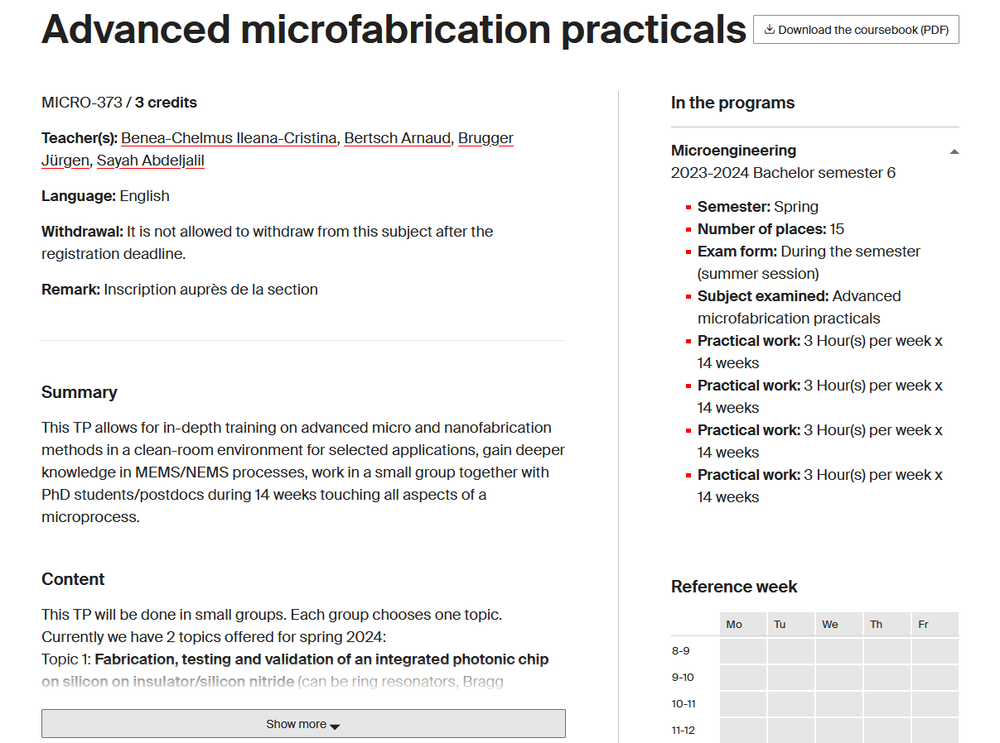 Advanced microfabrication practicals
Download the coursebook (PDF)
MICRO-373 / 3 credits
Teacher(s): Benea-Chelmus Ileana-Cristina, Bertsch Arnaud, Brugger
Jürgen, Sayah Abdeljalil
Language: English
Withdrawal: It is not allowed to withdraw from this subject after the
registration deadline.
Remark: Inscription auprès de la section
Summary
This TP allows for in-depth training on advanced micro and nanofabrication
methods in a clean-room environment for selected applications, gain deeper
knowledge in MEMS/NEMS processes, work in a small group together with
PhD students/postdocs during 14 weeks touching all aspects of a
microprocess.
Content
This TP will be done in small groups. Each group chooses one topic.
Currently we have 2 topics offered for spring 2024:
Topic 1: Fabrication, testing and validation of an integrated photonic chip
on silicon on insulator/silicon nitride (can be ring resonators, Bragg
Show more
In the programs
Microengineering
2023-2024 Bachelor semester 6
Semester: Spring
Number of places: 15
Exam form: During the semester
(summer session)
Subject examined: Advanced
microfabrication practicals
Practical work: 3 Hour(s) per week x
14 weeks
Practical work: 3 Hour(s) per week x
14 weeks
Practical work: 3 Hour(s) per week x
14 weeks
Practical work: 3 Hour(s) per week x
14 weeks
Reference week
Mo Tu We Th Fr
8-9
9-10
10-11
11-12